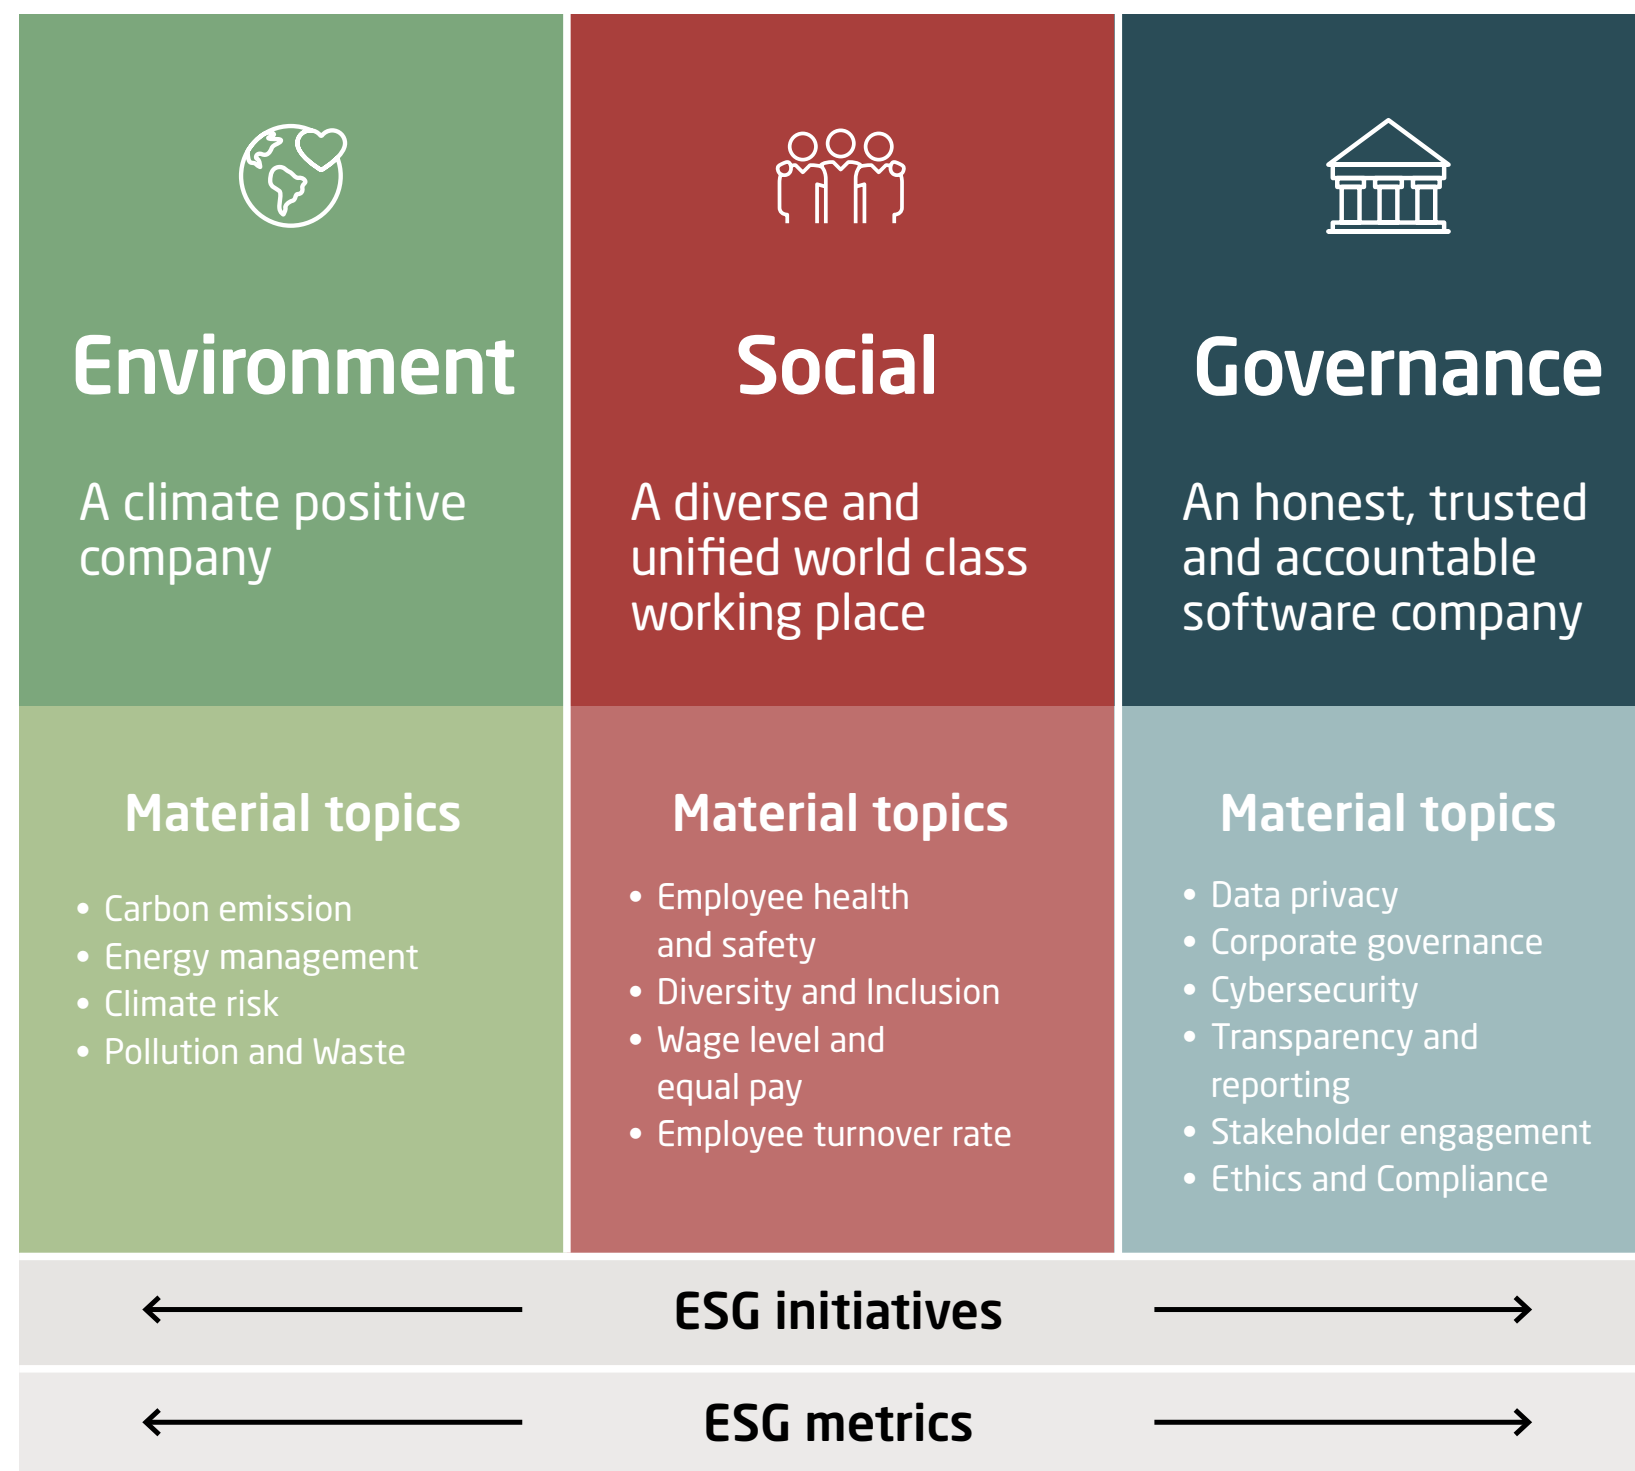 Environment
A climate positive
company
Material topics
• Carbon emission
• Energy management
• Climate risk
• Pollution and Waste
Social
A diverse and
unified world class
working place
Material topics
• Employee health
and safety
• Diversity and Inclusion
• Wage level and
equal pay
• Employee turnover rate
Governance
An honest, trusted
and accountable
software company
Material topics
• Data privacy
• Corporate governance
• Cybersecurity
• Transparency and
reporting
• Stakeholder engagement
• Ethics and Compliance
ESG initiatives
ESG metrics